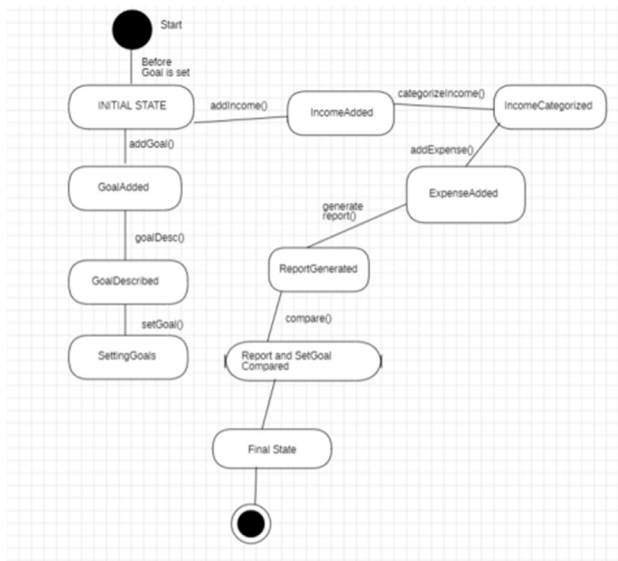 Start
Before
Goal is set
INITIAL STATE
addIncome()
IncomeAdded
categorizeIncome()
IncomeCategorized
addGoal()
addExpense()
GoalAdded
ExpenseAdded
generate
report()
goalDesc()
GoalDescribed
ReportGenerated
setGoal()
compare()
SettingGoals
Report and SetGoal
Compared
Final State